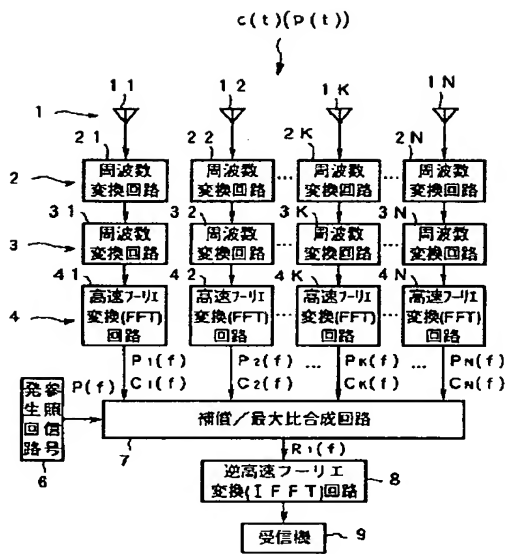 c(t)(p(t))
1 11 12 1K 1N
21 22 2K 2N
2 周波数 周波数 … 周波数 … 周波数
変換回路 変換回路 変換回路 変換回路
31 32 3K 3N
3 周波数 周波数 … 周波数 … 周波数
変換回路 変換回路 変換回路 変換回路
41 42 4K 4N
高速フーリエ 高速フーリエ 高速フーリエ 高速フーリエ
4 変換(FFT) 変換(FFT) … 変換(FFT) … 変換(FFT)
回路 回路 回路 回路
P1(f) P2(f) … PK(f) … PN(f)
P(f) C1(f) C2(f) CK(f) CN(f)
参照信号
発生回路
補償/最大比合成回路
6 7 R1(f)
逆高速フーリエ 8
変換(IFFT)回路
受信機 9